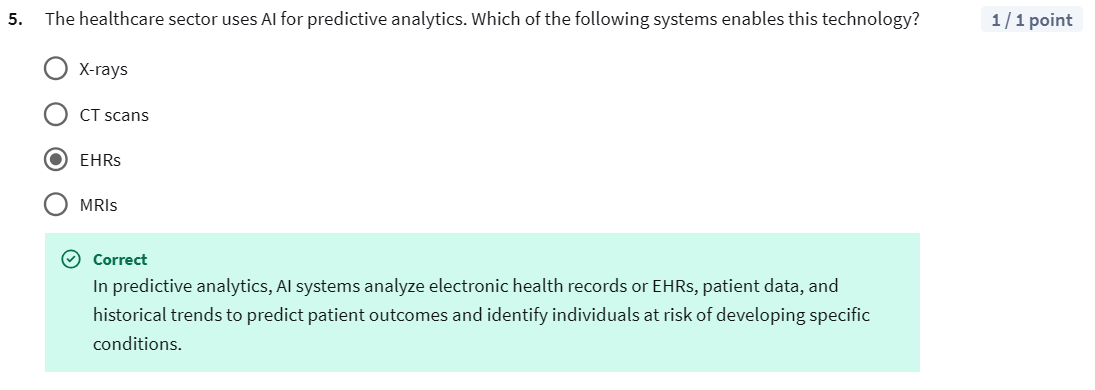 5. The healthcare sector uses AI for predictive analytics. Which of the following systems enables this technology? 1 / 1 point
X-rays
CT scans
EHRs
MRIs
Correct
In predictive analytics, AI systems analyze electronic health records or EHRs, patient data, and
historical trends to predict patient outcomes and identify individuals at risk of developing specific
conditions.